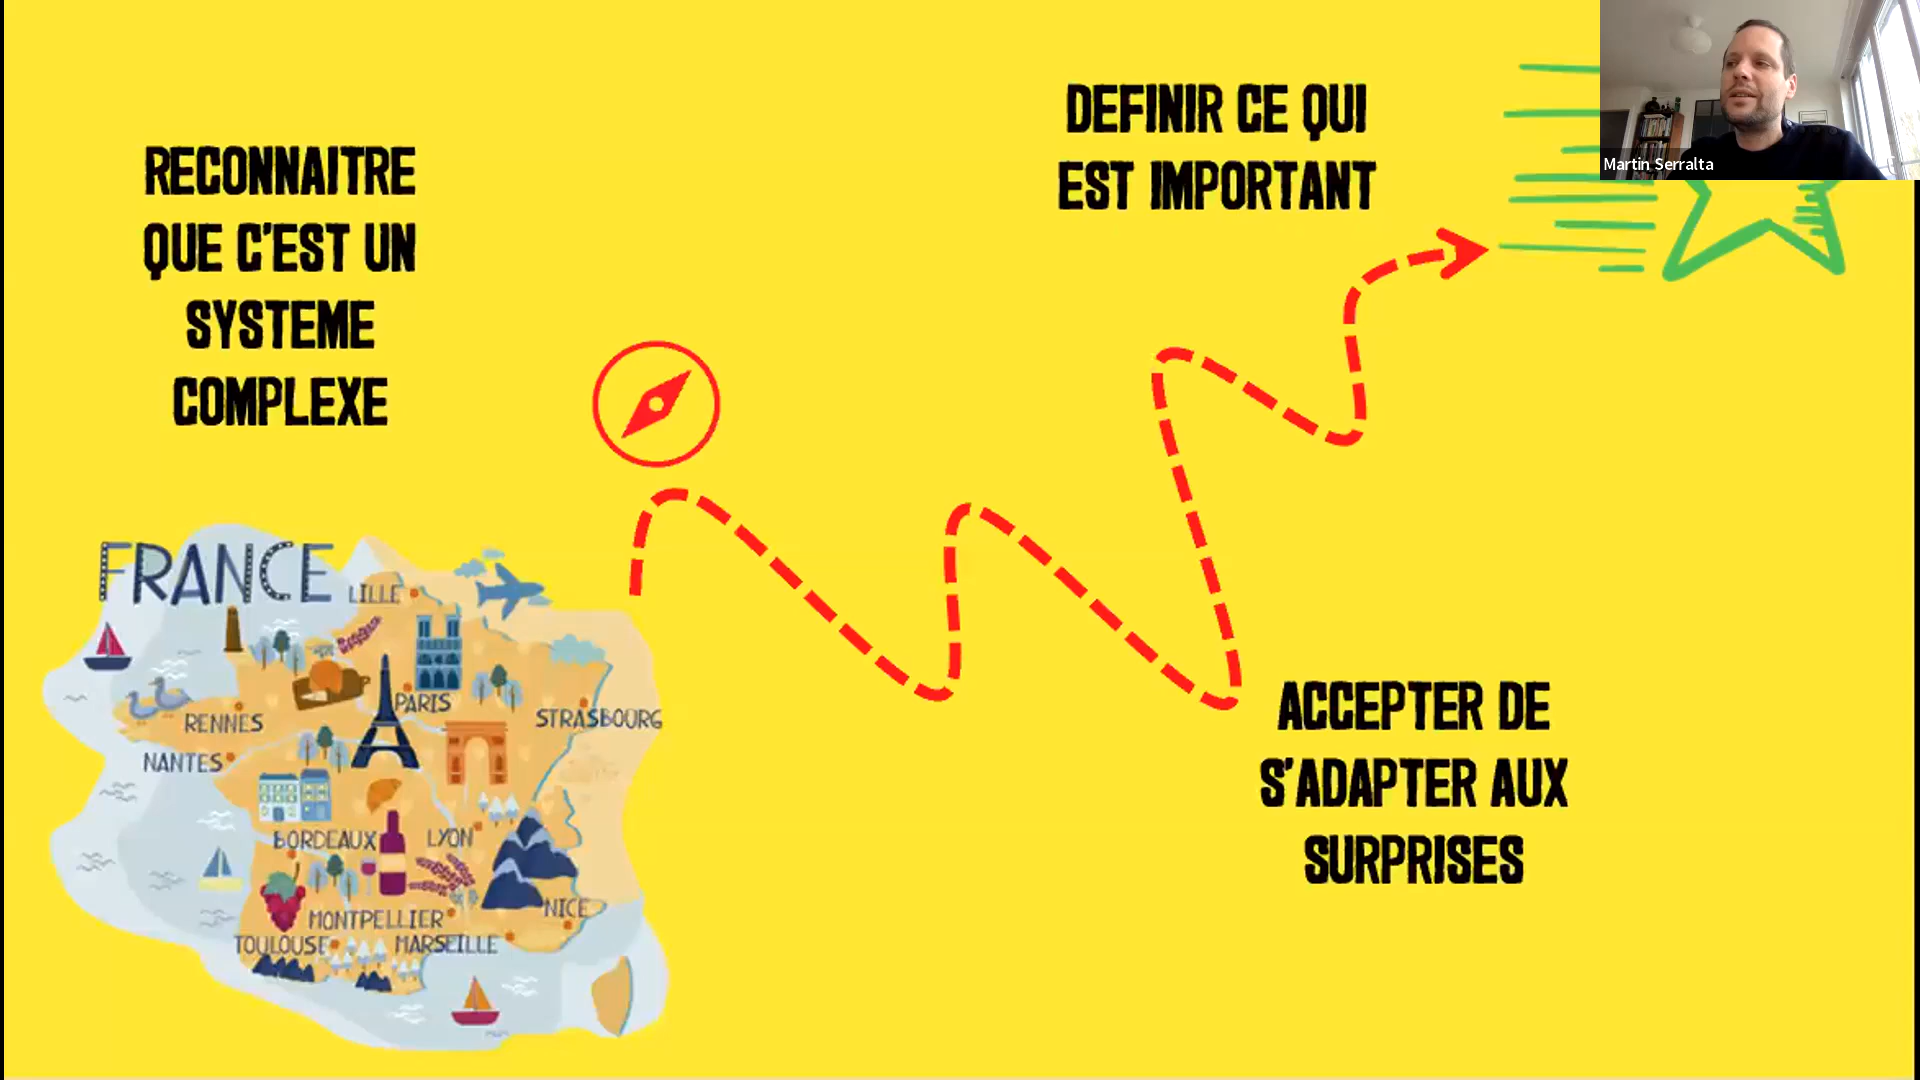 RECONNAITRE
QUE C'EST UN
SYSTEME
COMPLEXE
DEFINIR CE QUI
EST IMPORTANT
Martin Serralta
ACCEPTER DE
S'ADAPTER AUX
SURPRISES
FRANCE
LILLE
PARIS
STRASBOURG
RENNES
NANTES
BORDEAUX
LYON
NICE
MONTPELLIER
TOULOUSE
MARSEILLE